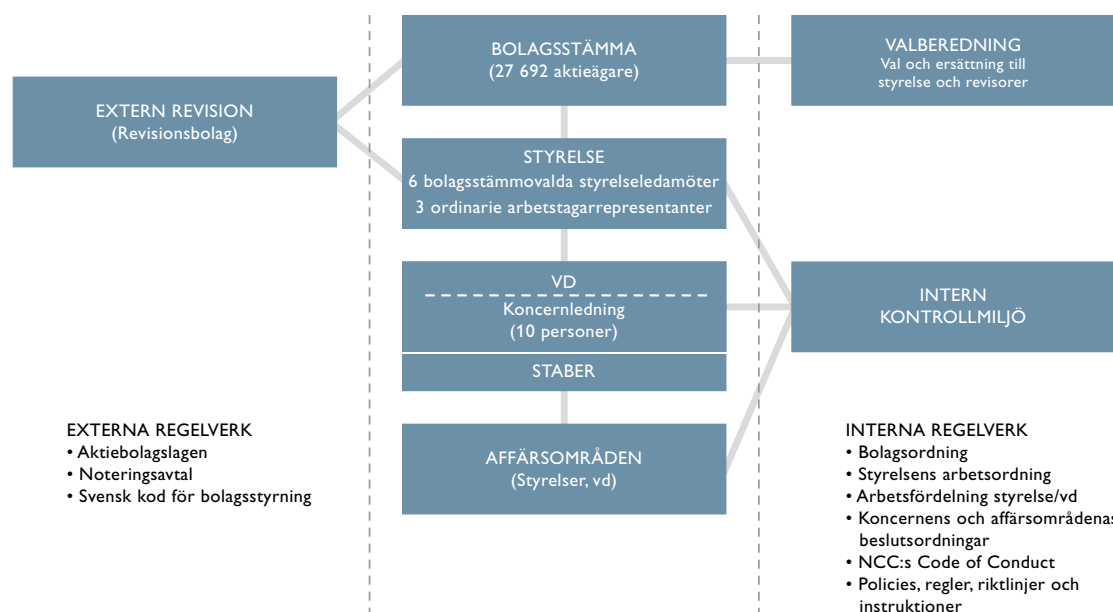 EXTERN REVISION
(Revisionsbolag)
BOLAGSSTÄMMA
(27 692 aktieägare)
VALBEREDNING
Val och ersättning till
styrelse och revisorer
STYRELSE
6 bolagsstämmovalda styrelseledamöter
3 ordinarie arbetstagarrepresentanter
VD
Koncernledning
(10 personer)
STABER
INTERN
KONTROLLMILJÖ
AFFÄRSOMRÅDEN
(Styrelser, vd)
EXTERNA REGELVERK
• Aktiebolagslagen
• Noteringsavtal
• Svensk kod för bolagsstyrning
INTERNA REGELVERK
• Bolagsordning
• Styrelsens arbetsordning
• Arbetsfördelning styrelse/vd
• Koncernens och affärsområdenas
beslutsordningar
• NCC:s Code of Conduct
• Policies, regler, riktlinjer och
instruktioner